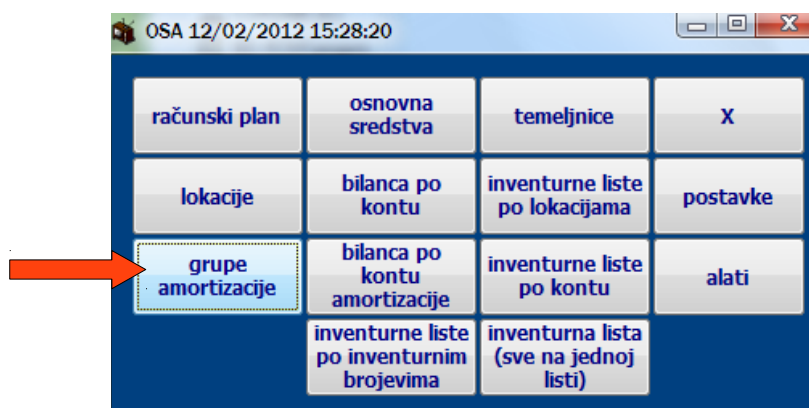 OSA 12/02/2012 15:28:20
računski plan
osnovna
sredstva
temeljnice
X
lokacije
bilanca po
kontu
inventurne liste
po lokacijama
postavke
grupe
amortizacije
bilanca po
kontu
amortizacije
inventurne liste
po kontu
alati
inventurne liste
po inventurnim
brojevima
inventurna lista
(sve na jednoj
listi)